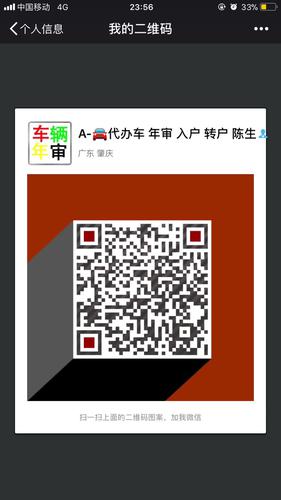 中国移动 4G 23:56 33%
个人信息 我的二维码
车辆
年审
A-🚘代办车 年审 入户 转户 陈生
广东 肇庆
扫一扫上面的二维码图案，加我微信